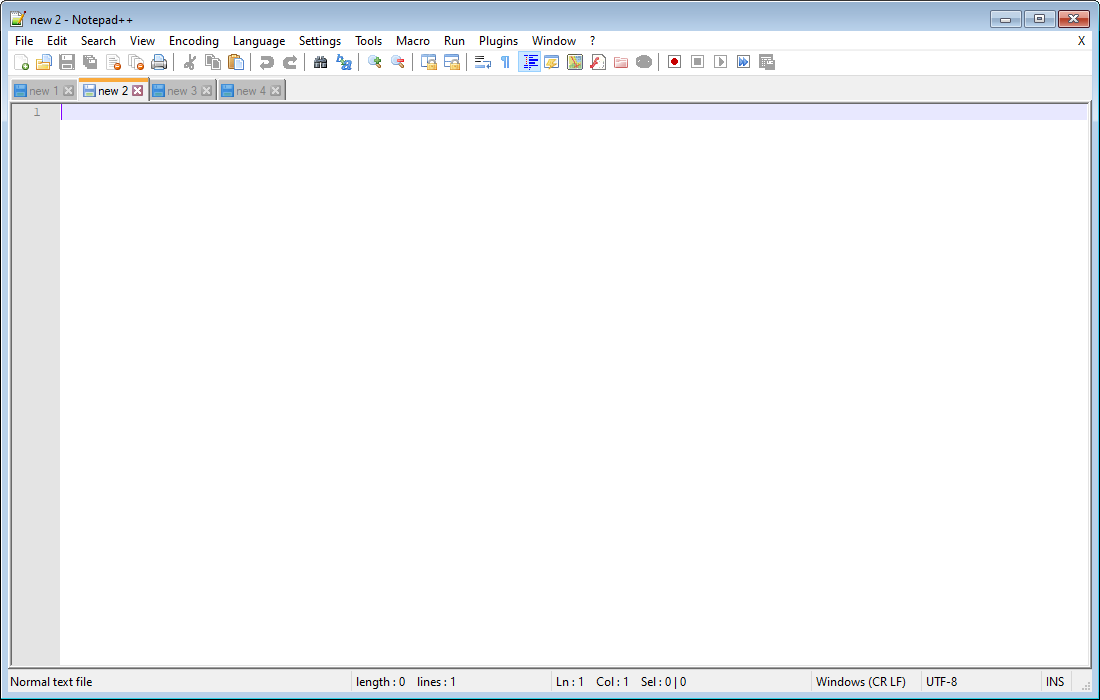 new 2 - Notepad++
File Edit Search View Encoding Language Settings Tools Macro Run Plugins Window ? X
new 1 new 2 new 3 new 4
1
Normal text file length : 0 lines : 1 Ln : 1 Col : 1 Sel : 0 | 0 Windows (CR LF) UTF-8 INS